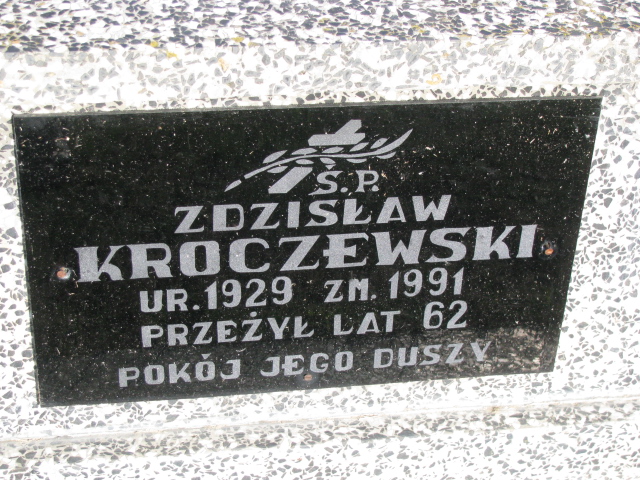 Ś.P.
ZDZISŁAW
KROCZEWSKI
UR. 1929 ZM. 1991
PRZEŻYŁ LAT 62
POKÓJ JEGO DUSZY